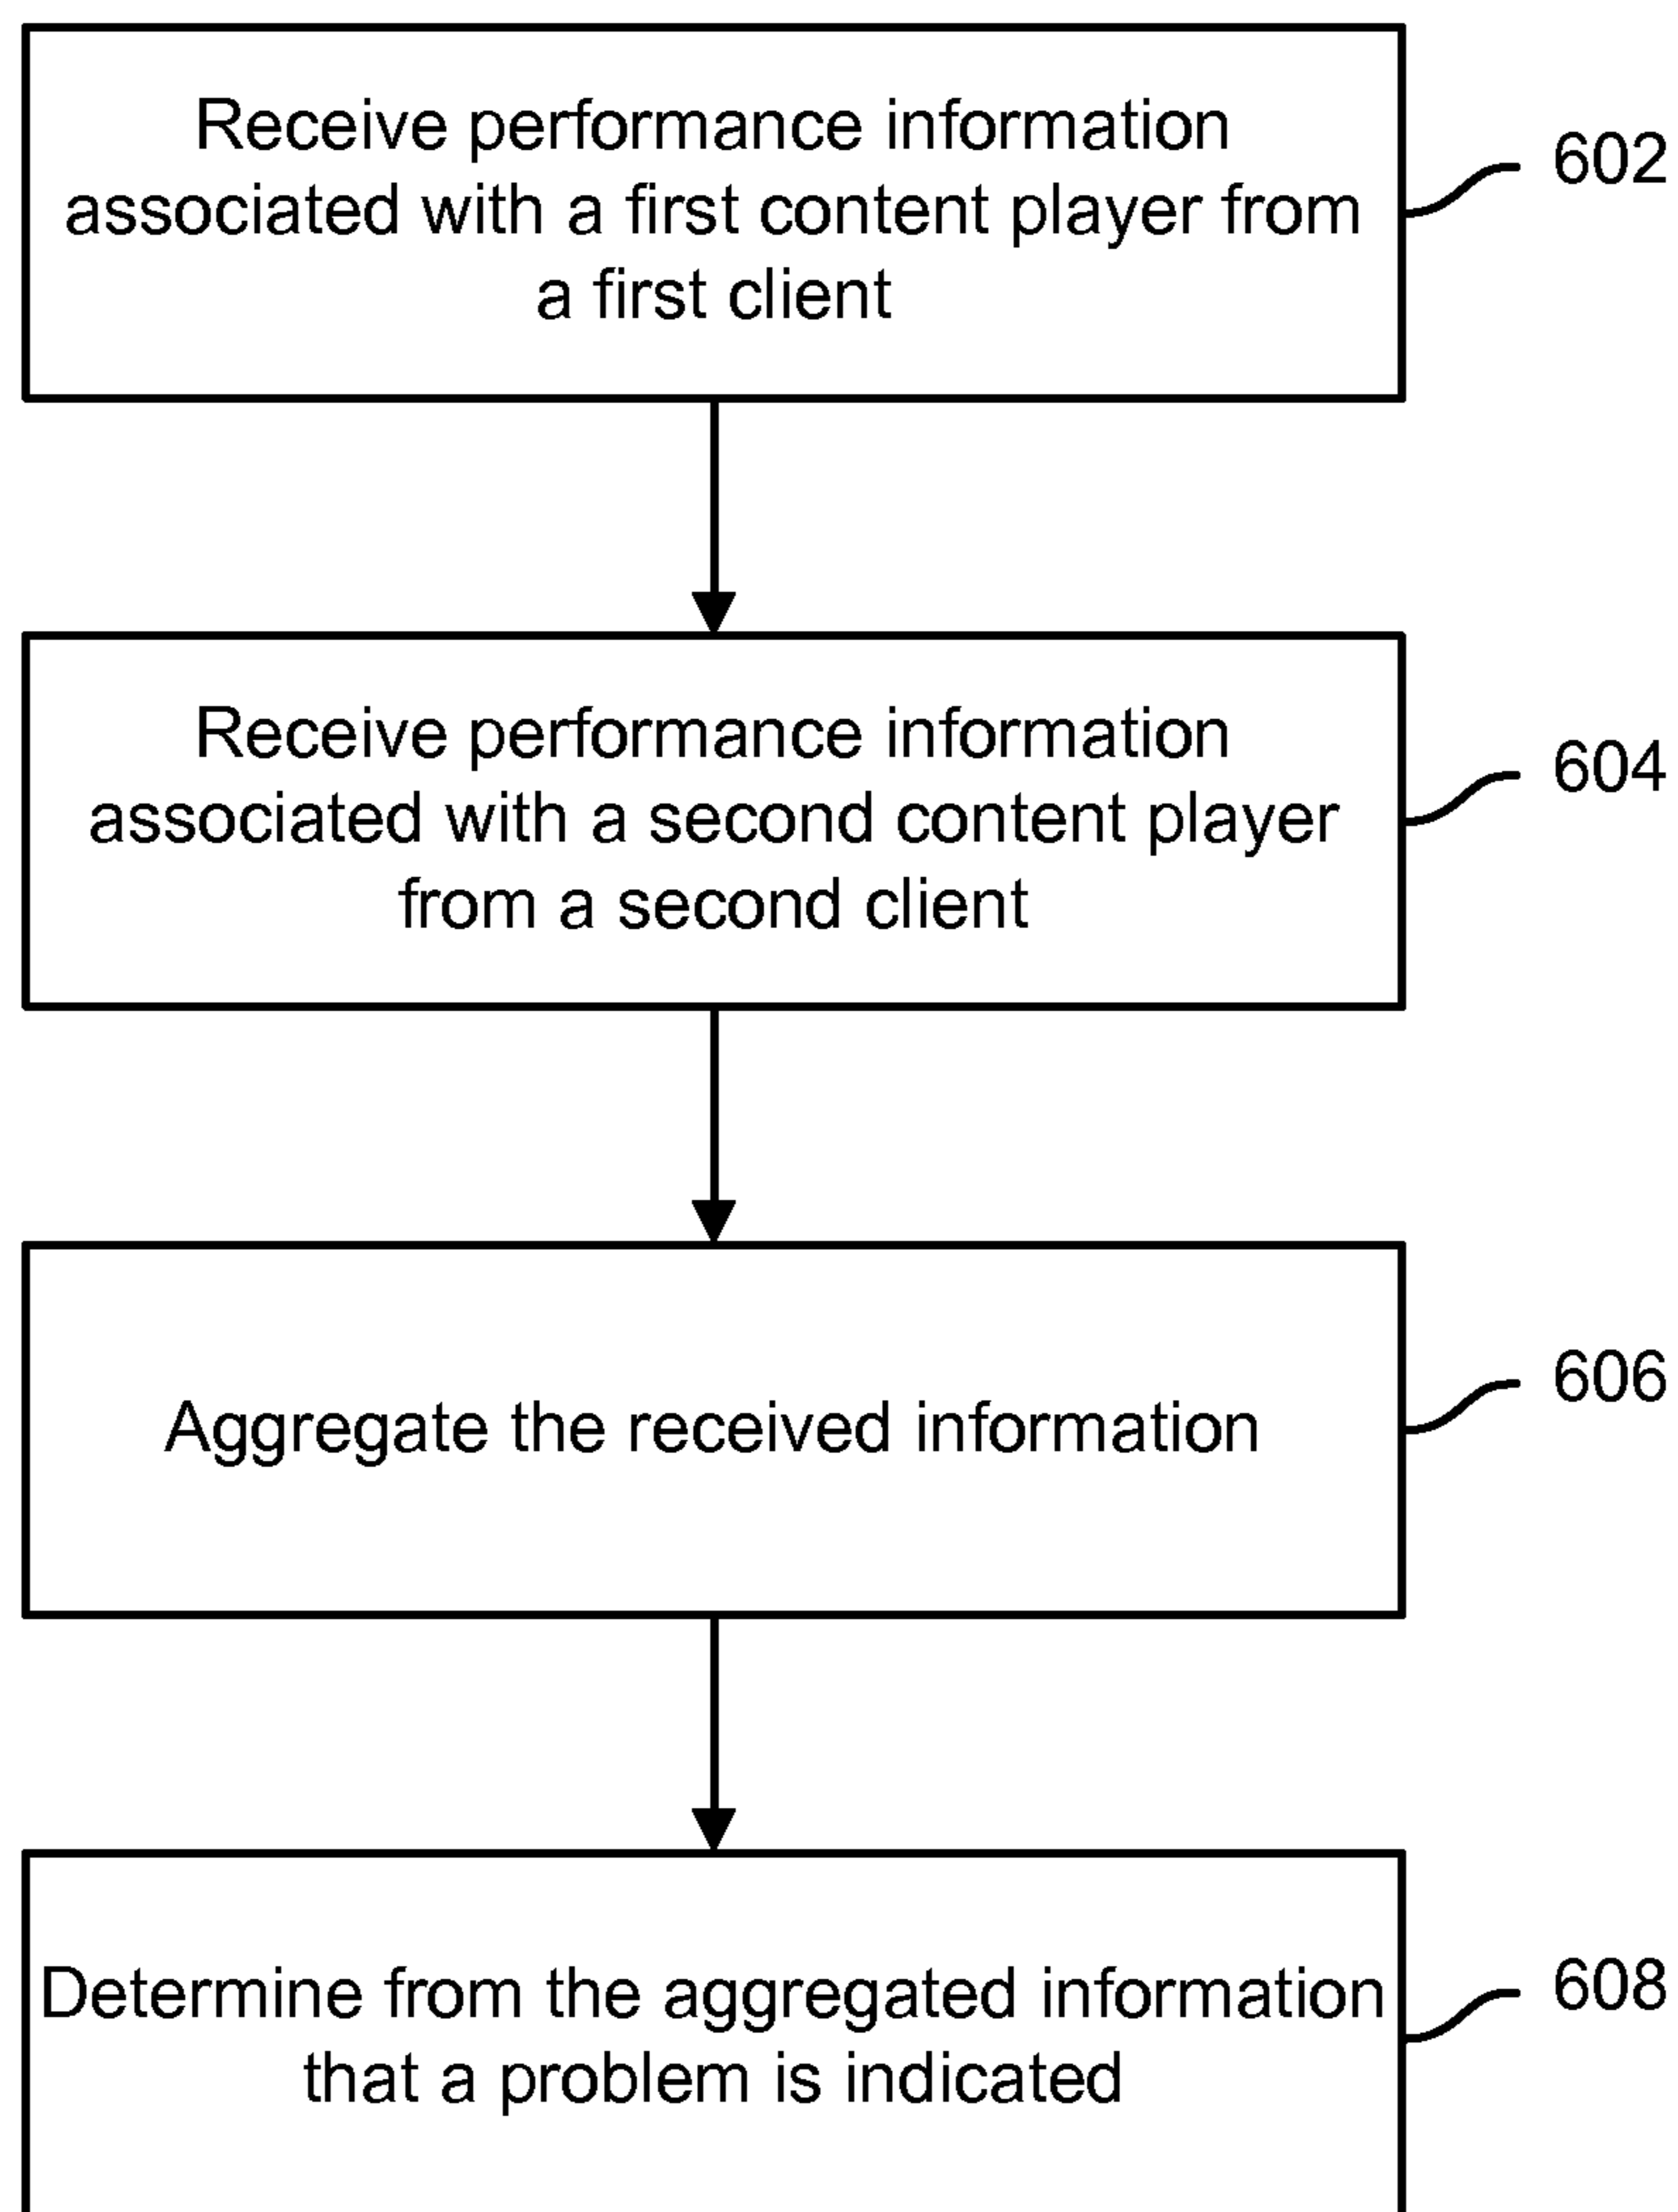 Receive performance information
associated with a first content player from
a first client
602
Receive performance information
associated with a second content player
from a second client
604
Aggregate the received information
606
Determine from the aggregated information
that a problem is indicated
608